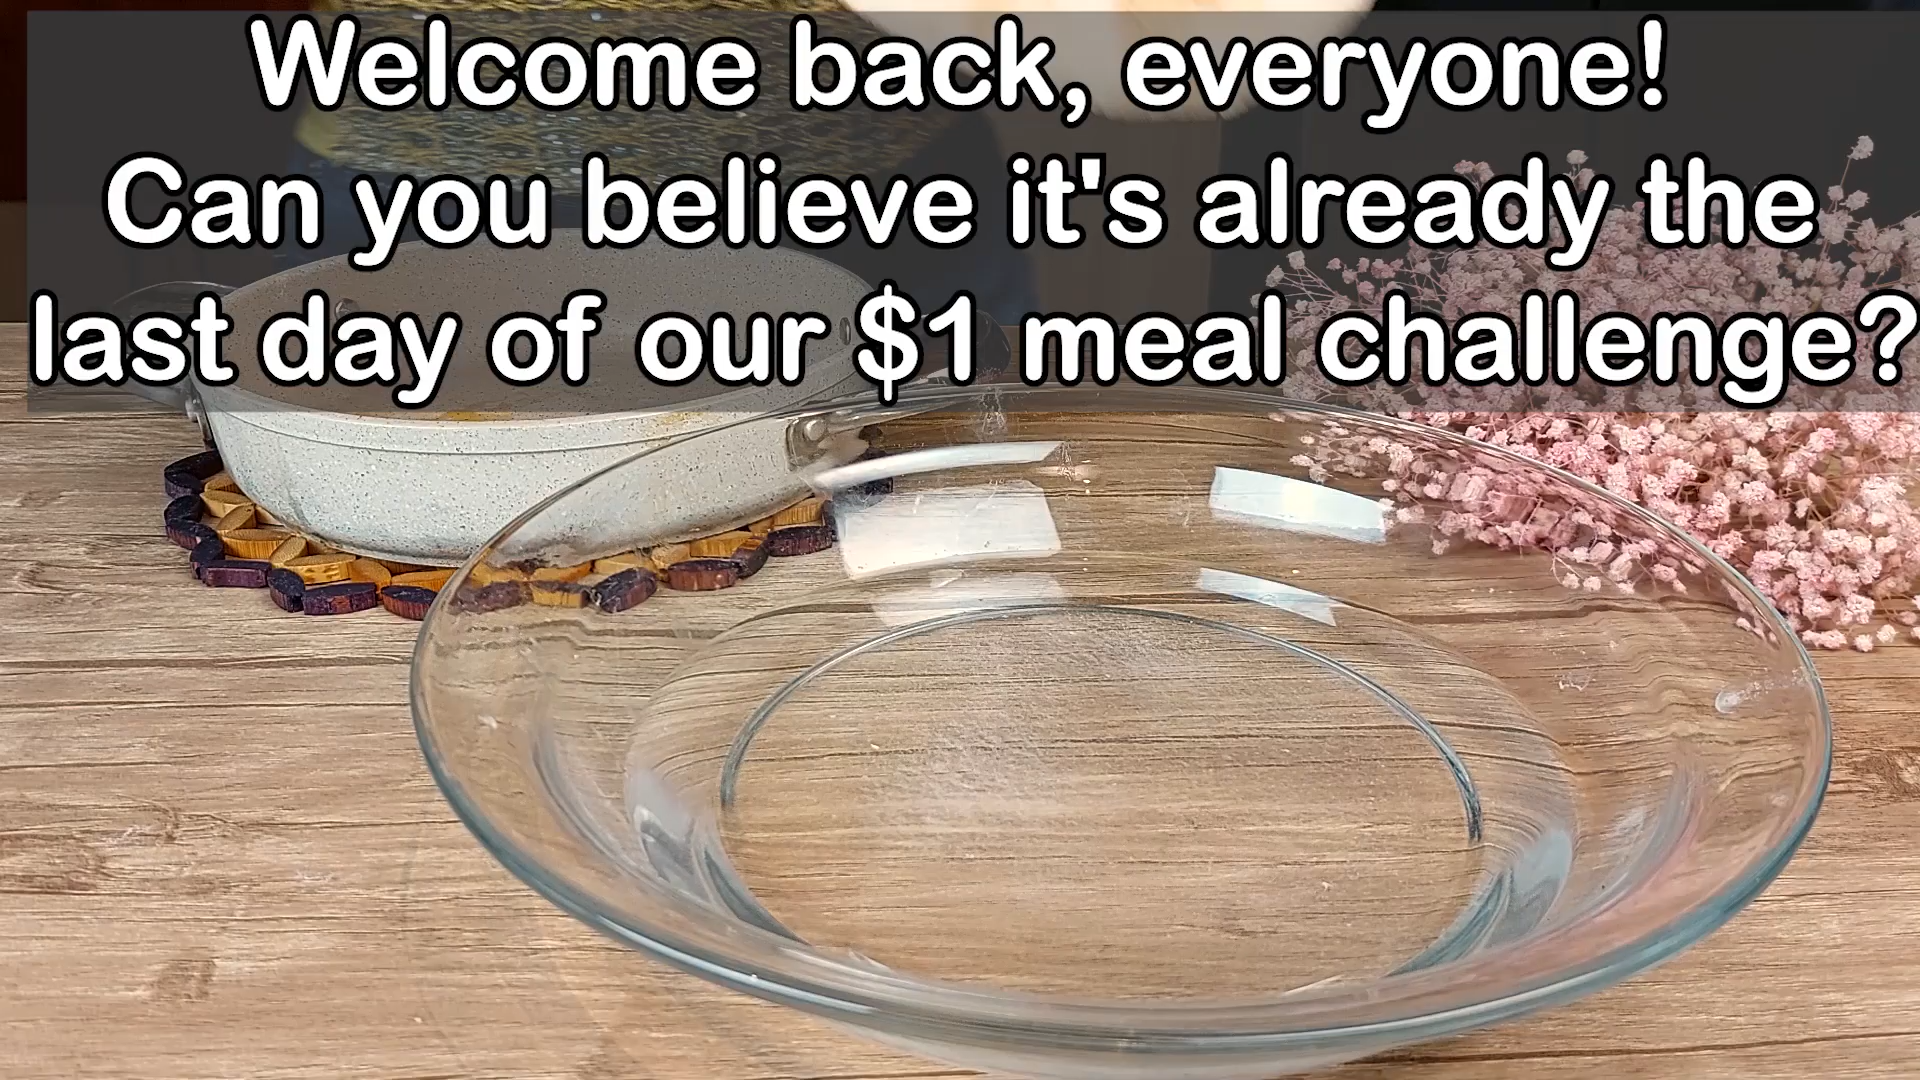 Welcome back, everyone!
Can you believe it's already the
last day of our $1 meal challenge?